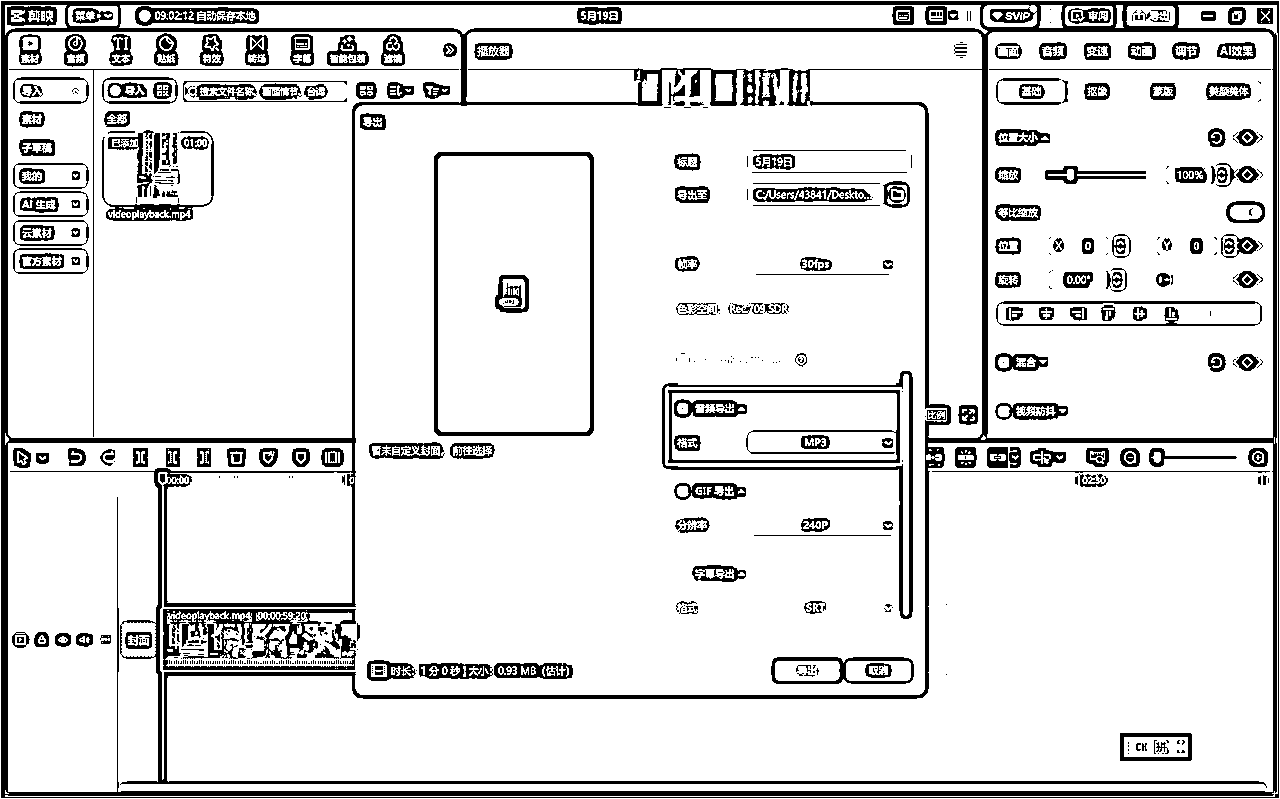 剪映 菜单 09:02:12 自动保存本地 5月19日 SVIP 审阅 导出
素材 音频 文本 贴纸 特效 转场 字幕 智能包装 滤镜
播放器
画面 音频 变速 动画 调节 AI效果
导入
素材
子草稿
我的
AI 生成
云素材
官方素材
导入 搜索文件名称、画面情节、台词
全部
已添加 01:00
videoplayback.mp4
基础 抠像 蒙版 美颜美体
位置大小
缩放 100%
等比缩放
位置 X 0 Y 0
旋转 0.00°
混合
视频防抖
比例
导出
暂未自定义封面, 前往选择
标题 5月19日
导出至 C:/Users/43841/Deskto...
帧率 30fps
色彩空间: Rec.709 SDR
音频导出
格式 MP3
GIF 导出
分辨率 240P
字幕导出
格式 SRT
时长: 1 分 0 秒 | 大小: 0.93 MB (估计)
导出 取消
00:00 02:30
封面
videoplayback.mp4 00:00:59:20
CK 拼